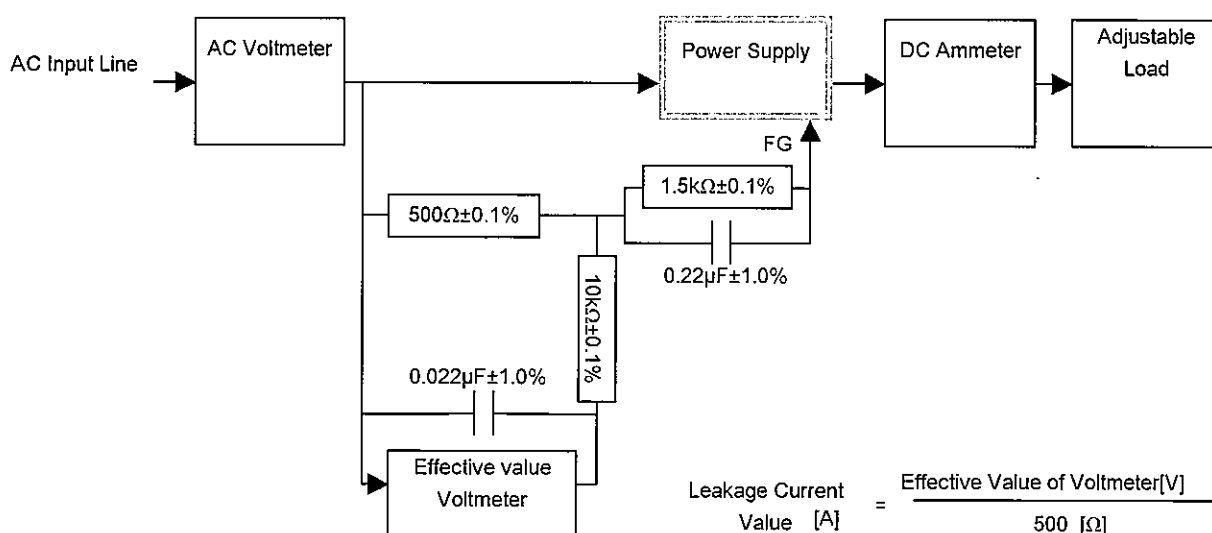 AC Input Line
AC Voltmeter
Power Supply
DC Ammeter
Adjustable
Load
FG
1.5kΩ±0.1%
500Ω±0.1%
0.22µF±1.0%
10kΩ±0.1%
0.022µF±1.0%
Effective value
Voltmeter
Leakage Current
Value [A]
=
Effective Value of Voltmeter[V]
500 [Ω]